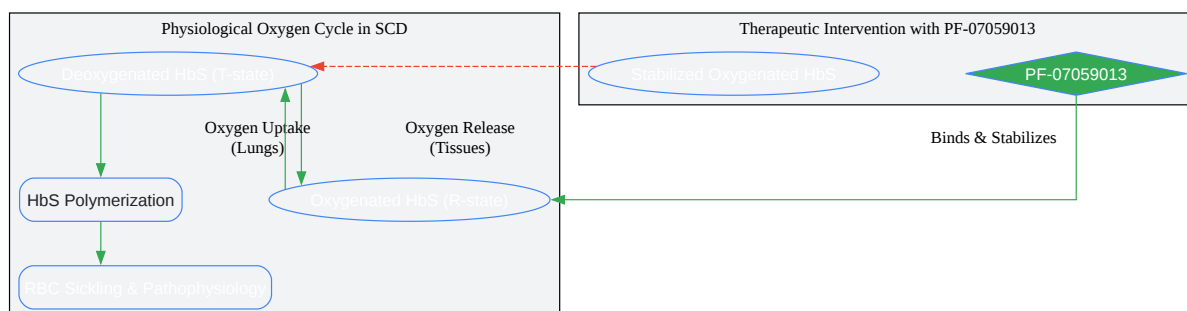 Physiological Oxygen Cycle in SCD
Therapeutic Intervention with PF-07059013
Deoxygenated HbS (T-state)
Stabilized Oxygenated HbS
PF-07059013
Oxygen Uptake
(Lungs)
Oxygen Release
(Tissues)
Binds & Stabilizes
HbS Polymerization
Oxygenated HbS (R-state)
RBC Sickling & Pathophysiology